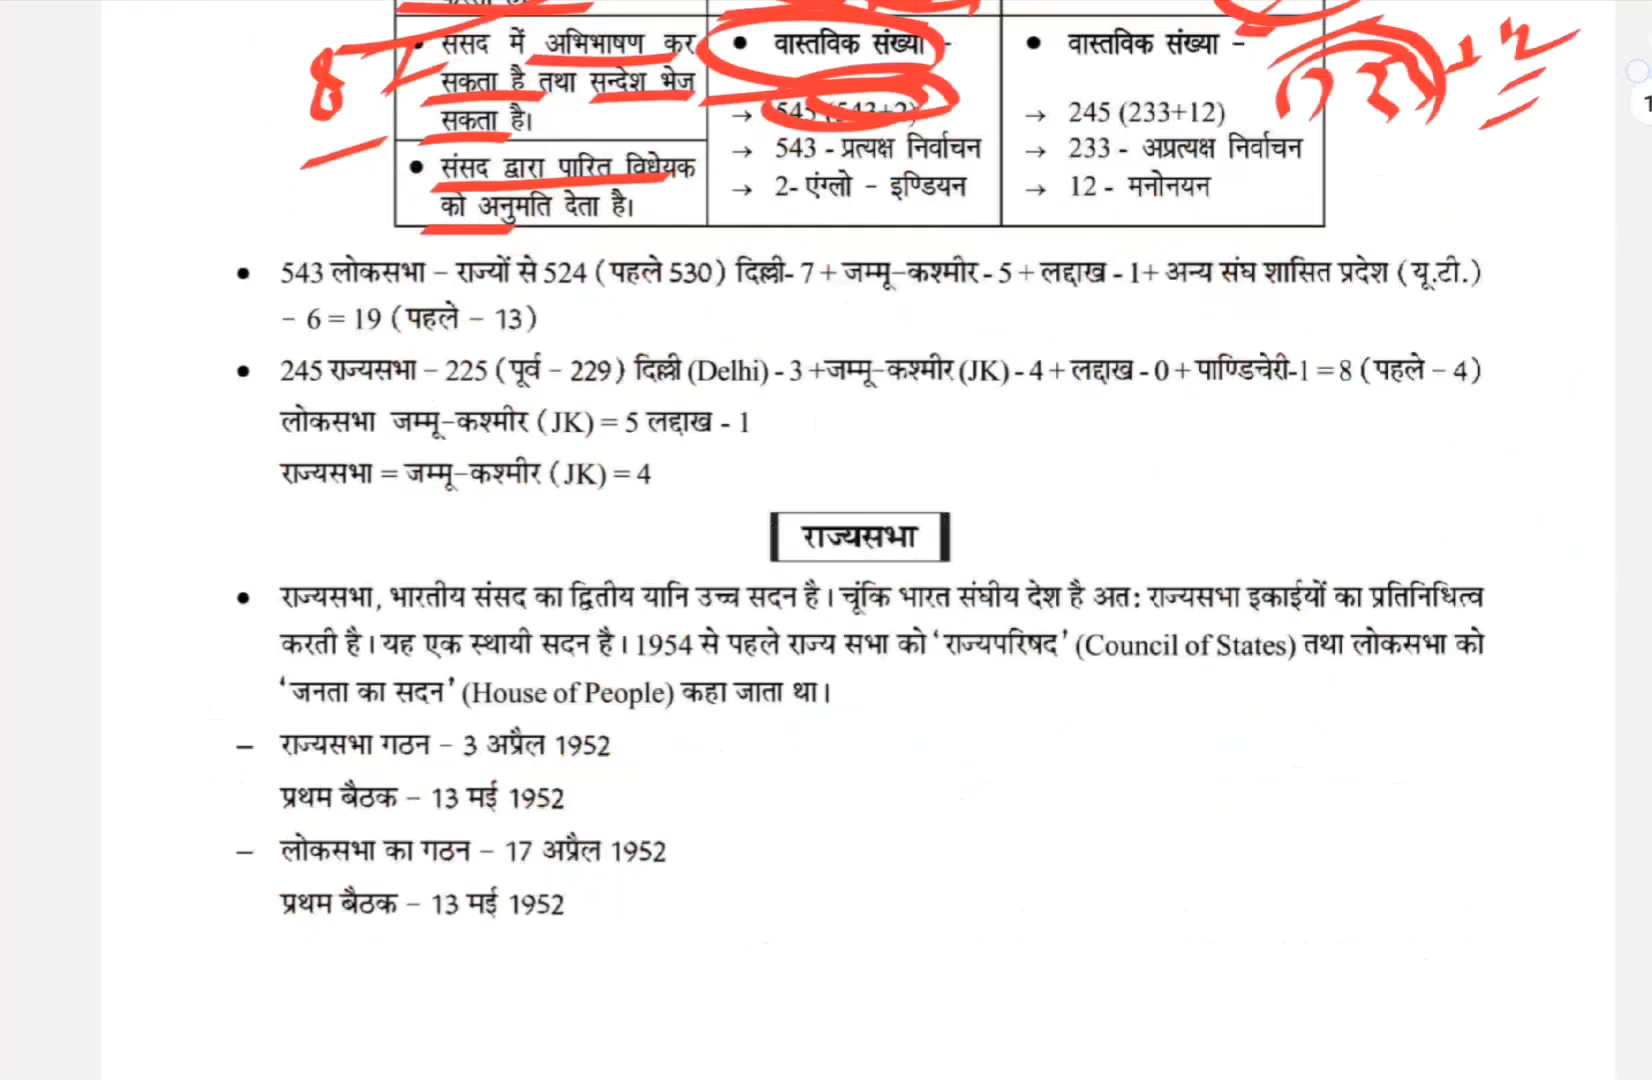 • संसद में अभिभाषण कर
सकता है तथा सन्देश भेज
सकता है।
• संसद द्वारा पारित विधेयक
को अनुमति देता है।
• वास्तविक संख्या -
→ 545 (543+2)
→ 543 - प्रत्यक्ष निर्वाचन
→ 2- एंग्लो - इण्डियन
• वास्तविक संख्या -
→ 245 (233+12)
→ 233 - अप्रत्यक्ष निर्वाचन
→ 12 - मनोनयन
• 543 लोकसभा – राज्यों से 524 ( पहले 530 ) दिल्ली- 7 + जम्मू-कश्मीर - 5 + लद्दाख - 1+ अन्य संघ शासित प्रदेश ( यू.टी. )
– 6 = 19 ( पहले – 13 )
• 245 राज्यसभा – 225 ( पूर्व – 229 ) दिल्ली (Delhi) - 3 +जम्मू-कश्मीर (JK) - 4 + लद्दाख - 0 + पाण्डिचेरी-1 = 8 ( पहले – 4 )
लोकसभा जम्मू-कश्मीर ( JK) = 5 लद्दाख - 1
राज्यसभा = जम्मू-कश्मीर ( JK) = 4
राज्यसभा
• राज्यसभा, भारतीय संसद का द्वितीय यानि उच्च सदन है। चूंकि भारत संघीय देश है अत: राज्यसभा इकाईयों का प्रतिनिधित्व
करती है। यह एक स्थायी सदन है। 1954 से पहले राज्य सभा को ‘राज्यपरिषद’ (Council of States) तथा लोकसभा को
‘जनता का सदन’ (House of People) कहा जाता था।
– राज्यसभा गठन – 3 अप्रैल 1952
प्रथम बैठक – 13 मई 1952
– लोकसभा का गठन – 17 अप्रैल 1952
प्रथम बैठक – 13 मई 1952